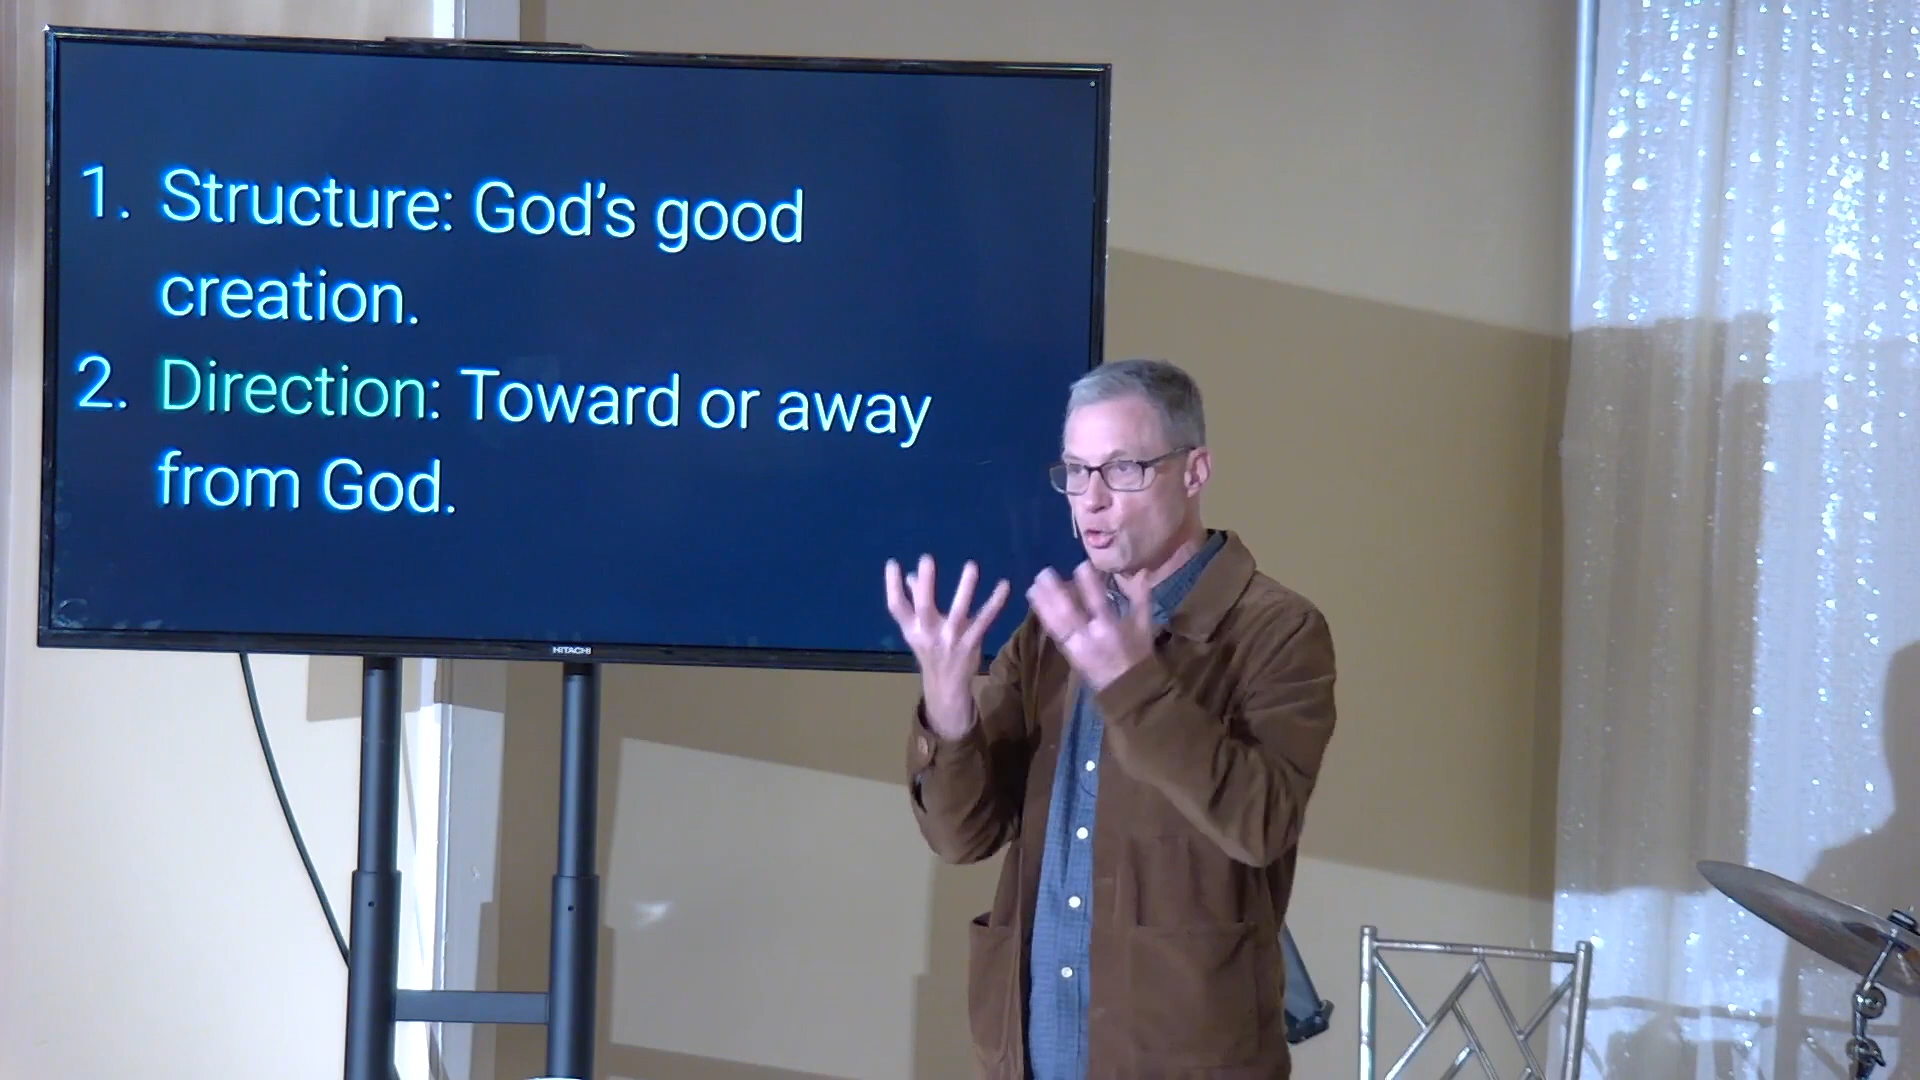 1. Structure: God's good
creation.
2. Direction: Toward or away
from God.
HITACHI